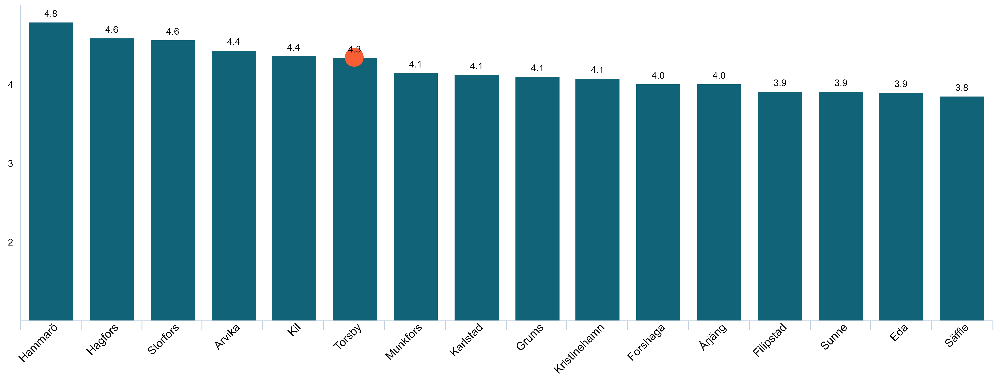 4.8
4.6
4.6
4.4
4.4
4.3
4.1
4.1
4.1
4.1
4.0
4.0
3.9
3.9
3.9
3.8
4
3
2
Hammarö
Hagfors
Storfors
Arvika
Kil
Torsby
Munkfors
Karlstad
Grums
Kristinehamn
Forshaga
Årjäng
Filipstad
Sunne
Eda
Säffle